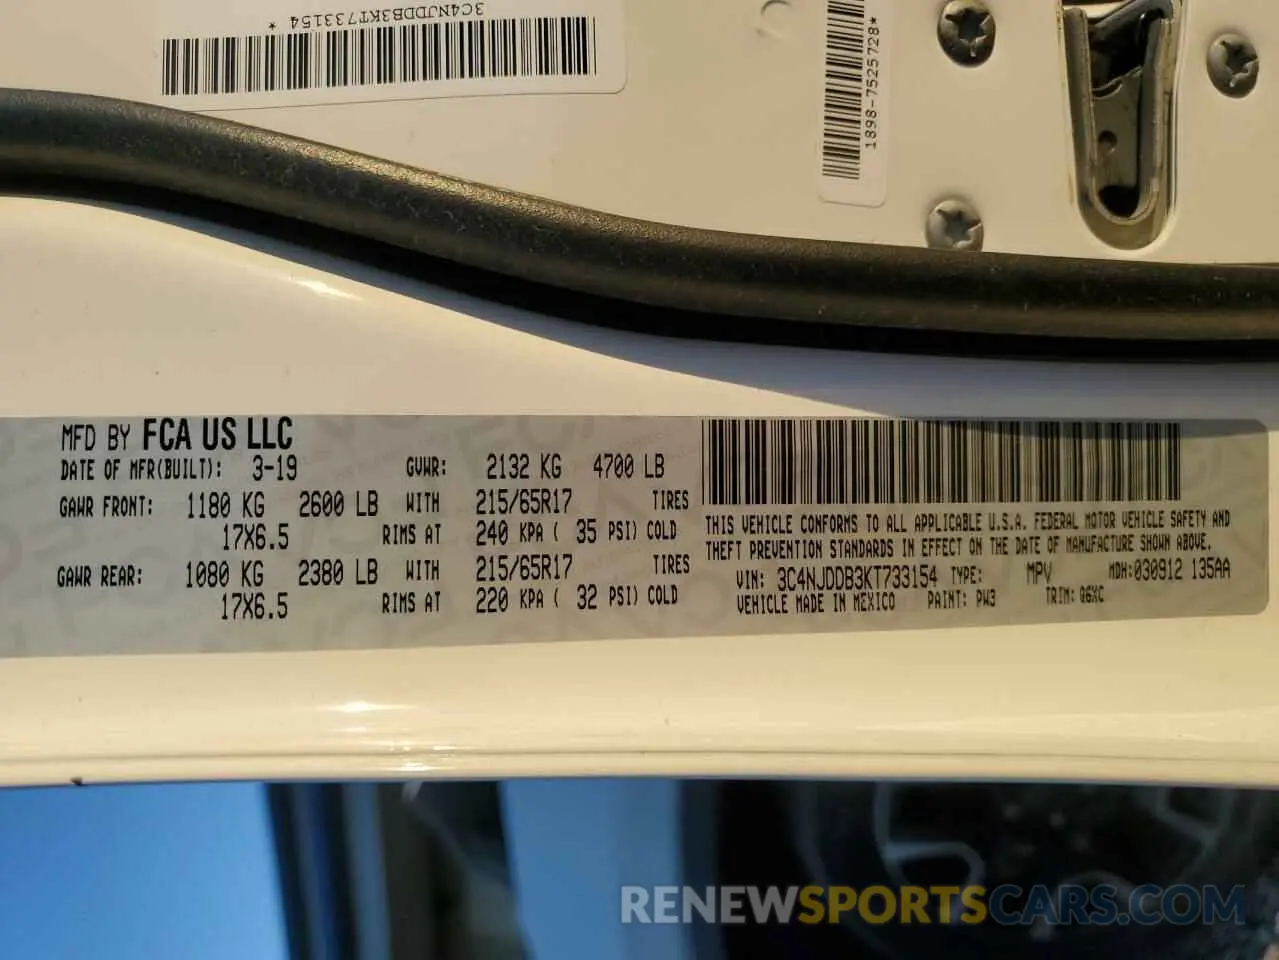 3C4NJDDB3KT733154 *
1898-7525728*
MFD BY FCA US LLC
DATE OF MFR(BUILT): 3-19 GVWR: 2132 KG 4700 LB
GAWR FRONT: 1180 KG 2600 LB WITH 215/65R17 TIRES
17X6.5 RIMS AT 240 KPA ( 35 PSI) COLD
GAWR REAR: 1080 KG 2380 LB WITH 215/65R17 TIRES
17X6.5 RIMS AT 220 KPA ( 32 PSI) COLD
THIS VEHICLE CONFORMS TO ALL APPLICABLE U.S.A. FEDERAL MOTOR VEHICLE SAFETY AND
THEFT PREVENTION STANDARDS IN EFFECT ON THE DATE OF MANUFACTURE SHOWN ABOVE.
VIN: 3C4NJDDB3KT733154 TYPE: MPV MDH:030912 135AA
VEHICLE MADE IN MEXICO PAINT: PW3 TRIM: Q6XC
RENEWSPORTSCARS.COM